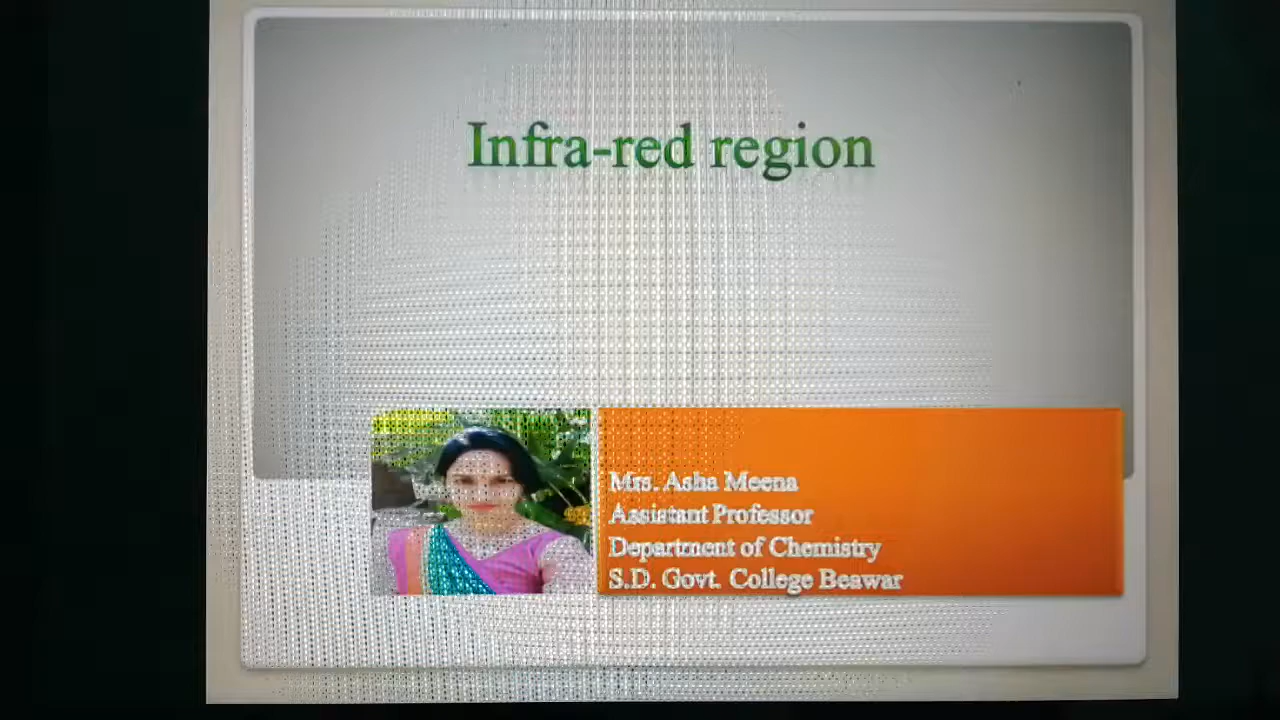 Infra-red region
Mrs. Asha Meena
Assistant Professor
Department of Chemistry
S.D. Govt. College Beawar